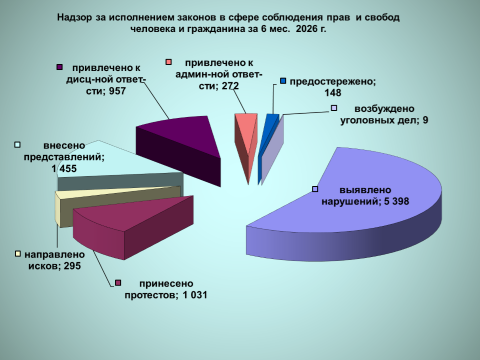 Надзор за исполнением законов в сфере соблюдения прав и свобод
человека и гражданина за 6 мес. 2026 г.
привлечено к
дисц-ной ответ-
сти; 957
привлечено к
админ-ной ответ-
сти; 272
предостережено;
148
возбуждено
уголовных дел; 9
внесено
представлений;
1 455
выявлено
нарушений; 5 398
направлено
исков; 295
принесено
протестов; 1 031